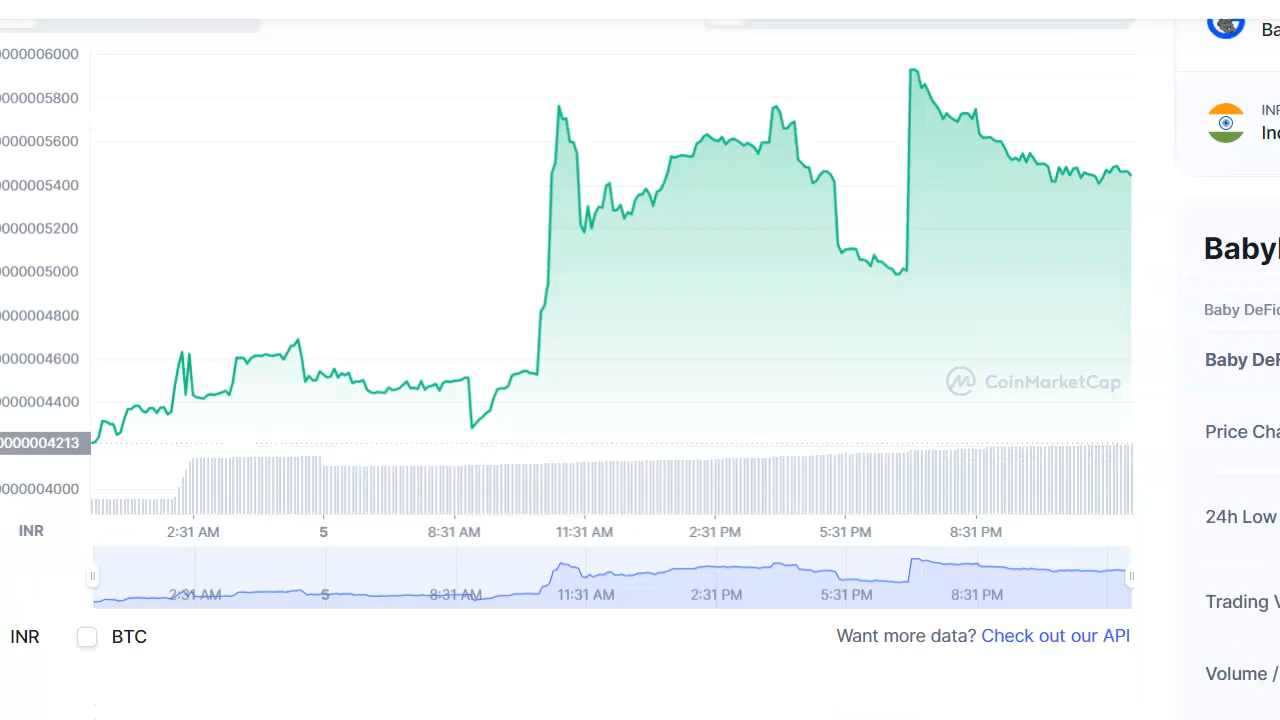 0000006000
0000005800
0000005600
0000005400
0000005200
0000005000
0000004800
0000004600
0000004400
0000004213
0000004000
CoinMarketCap
INR
2:31 AM 5 8:31 AM 11:31 AM 2:31 PM 5:31 PM 8:31 PM
2:31 AM 5 8:31 AM 11:31 AM 2:31 PM 5:31 PM 8:31 PM
INR BTC
Want more data? Check out our API
Ba
INR
Ind
Baby
Baby DeFi
Baby DeF
Price Cha
24h Low
Trading V
Volume /